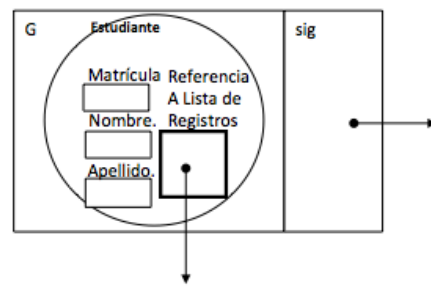 G
Estudiante
sig
Matrícula
Referencia
A Lista de
Registros
Nombre.
Apellido.